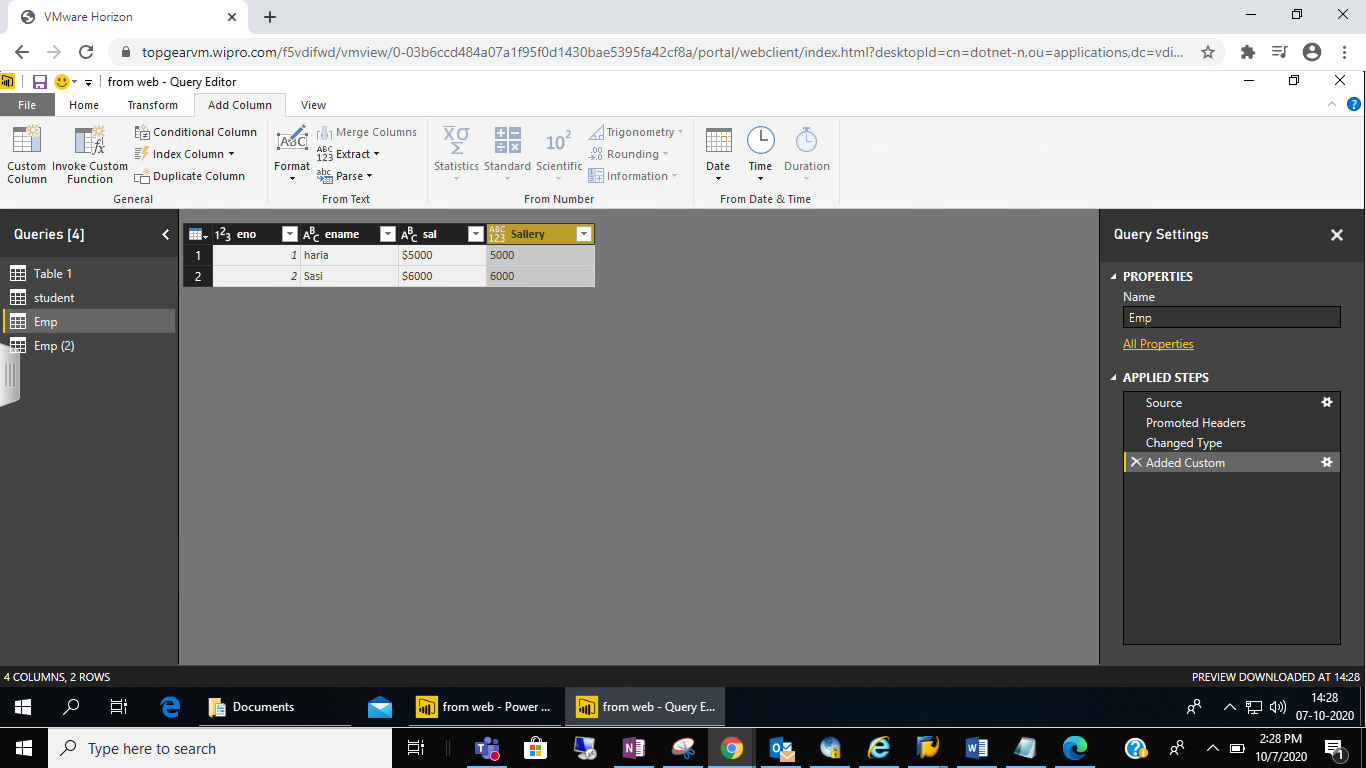 VMware Horizon
topgearvm.wipro.com/f5vdifwd/vmview/0-03b6ccd484a07a1f95f0d1430bae5395fa42cf8a/portal/webclient/index.html?desktopId=cn=dotnet-n,ou=applications,dc=vdi...
from web - Query Editor
File Home Transform Add Column View
Custom Column
Invoke Custom Function
Conditional Column
Index Column
Duplicate Column
General
Format
Merge Columns
Extract
Parse
From Text
Statistics
Standard
Scientific
Trigonometry
Rounding
Information
From Number
Date
Time
Duration
From Date & Time
Queries [4]
Table 1
student
Emp
Emp (2)
1²3 eno ABC ename ABC sal ABC 123 Sallery
1 1 haria $5000 5000
2 2 Sasi $6000 6000
Query Settings
PROPERTIES
Name
Emp
All Properties
APPLIED STEPS
Source
Promoted Headers
Changed Type
Added Custom
4 COLUMNS, 2 ROWS
PREVIEW DOWNLOADED AT 14:28
Documents
from web - Power ...
from web - Query E...
14:28
07-10-2020
Type here to search
2:28 PM
10/7/2020